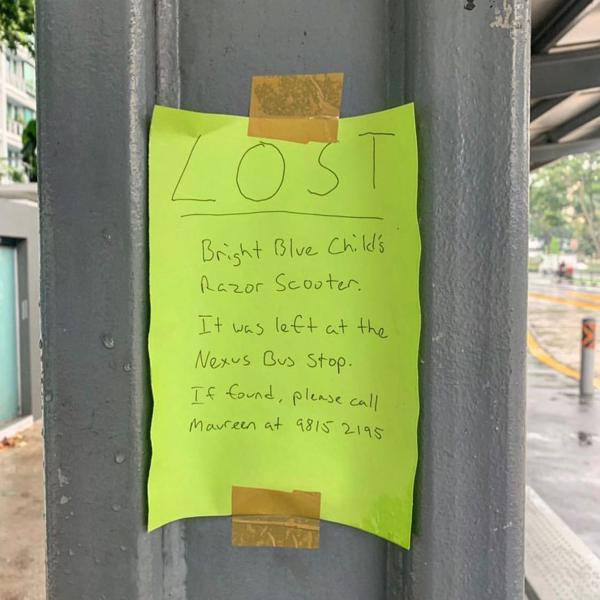 LOST
Bright Blue Child's
Razor Scooter.
It was left at the
Nexus Bus Stop.
If found, please call
Maureen at 9815 2195